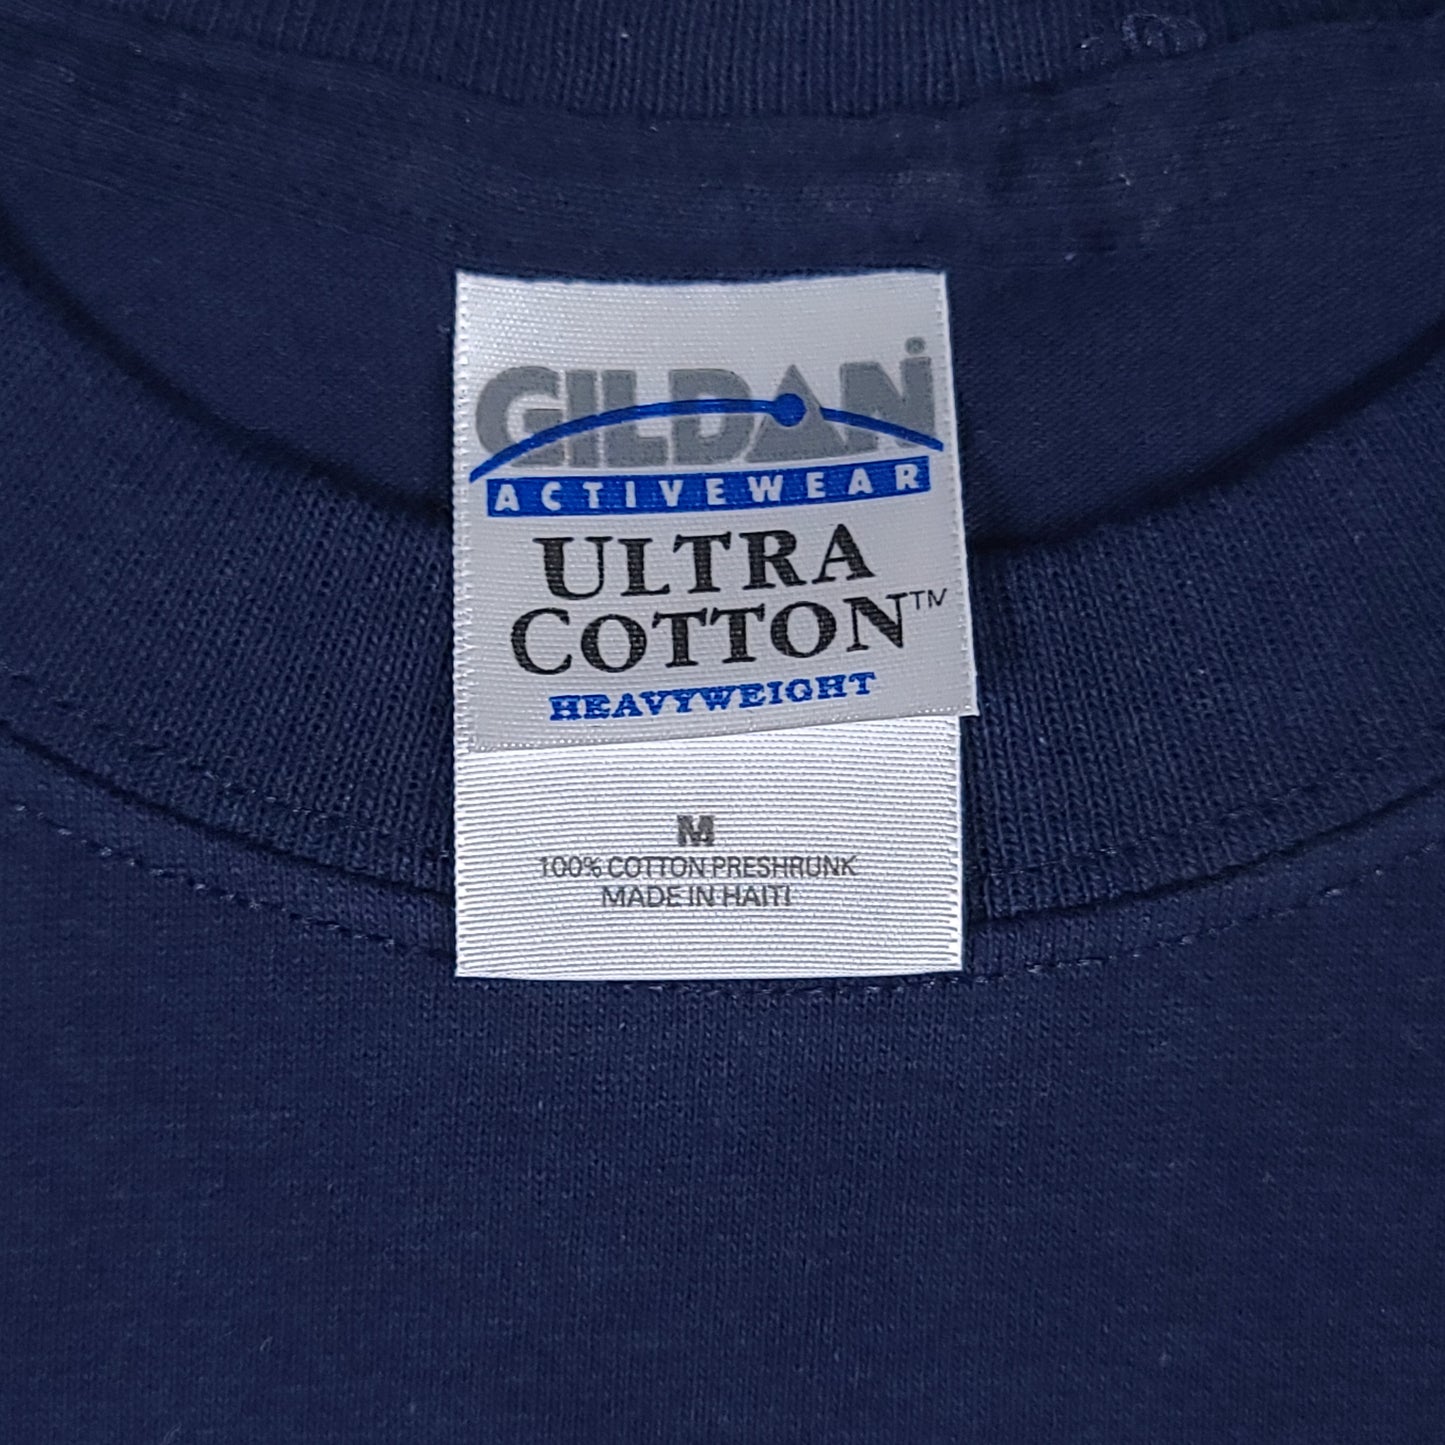 GILDAN®
ACTIVEWEAR
ULTRA
COTTON™
HEAVYWEIGHT
M
100% COTTON PRESHRUNK
MADE IN HAITI